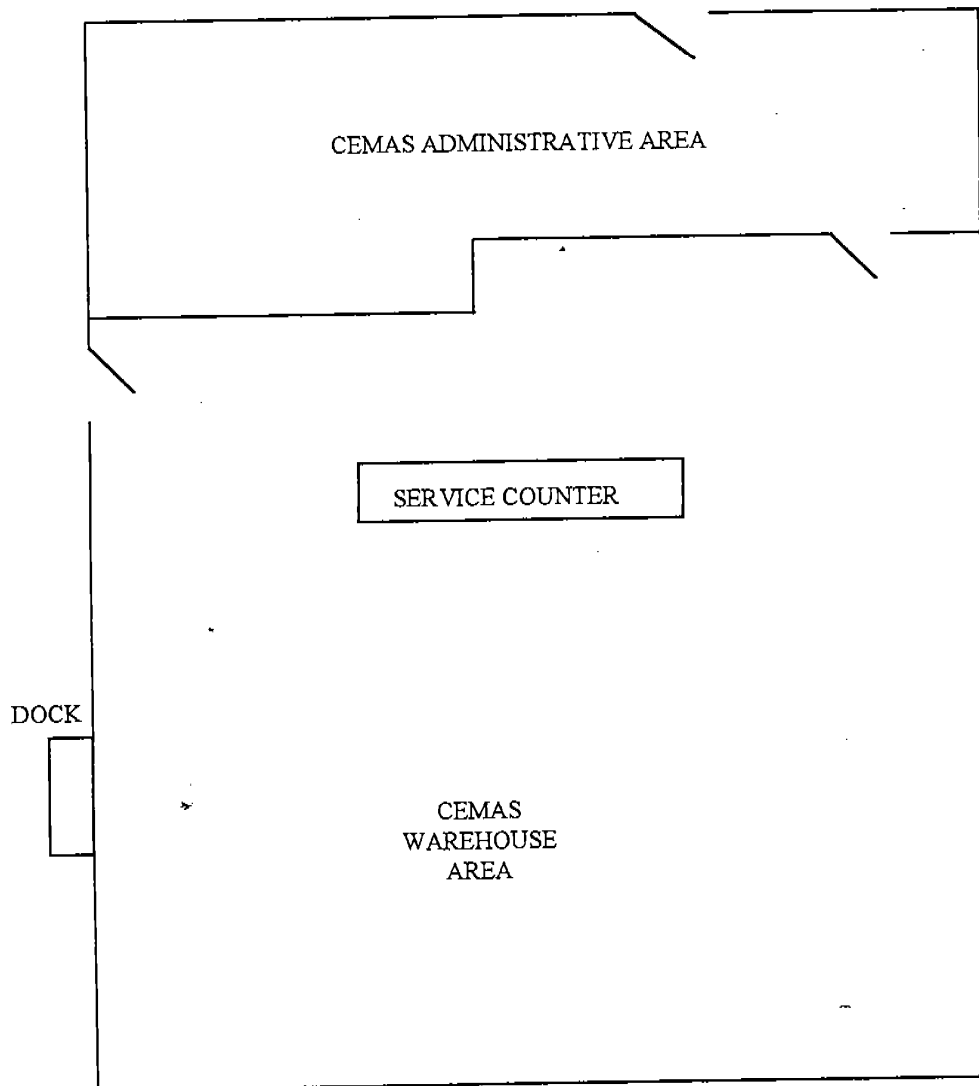 CEMAS ADMINISTRATIVE AREA
SERVICE COUNTER
DOCK
CEMAS
WAREHOUSE
AREA